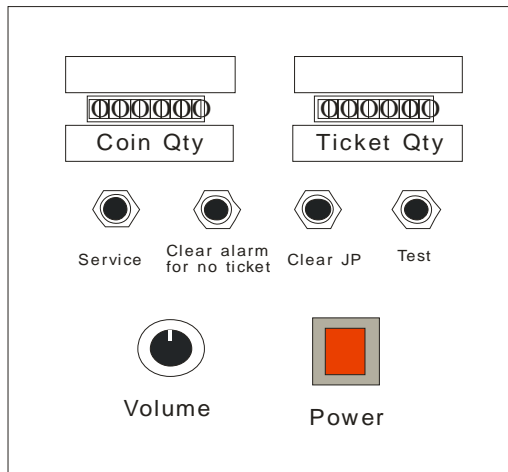 Coin Qty
Ticket Qty
Service
Clear alarm
for no ticket
Clear JP
Test
Volume
Power